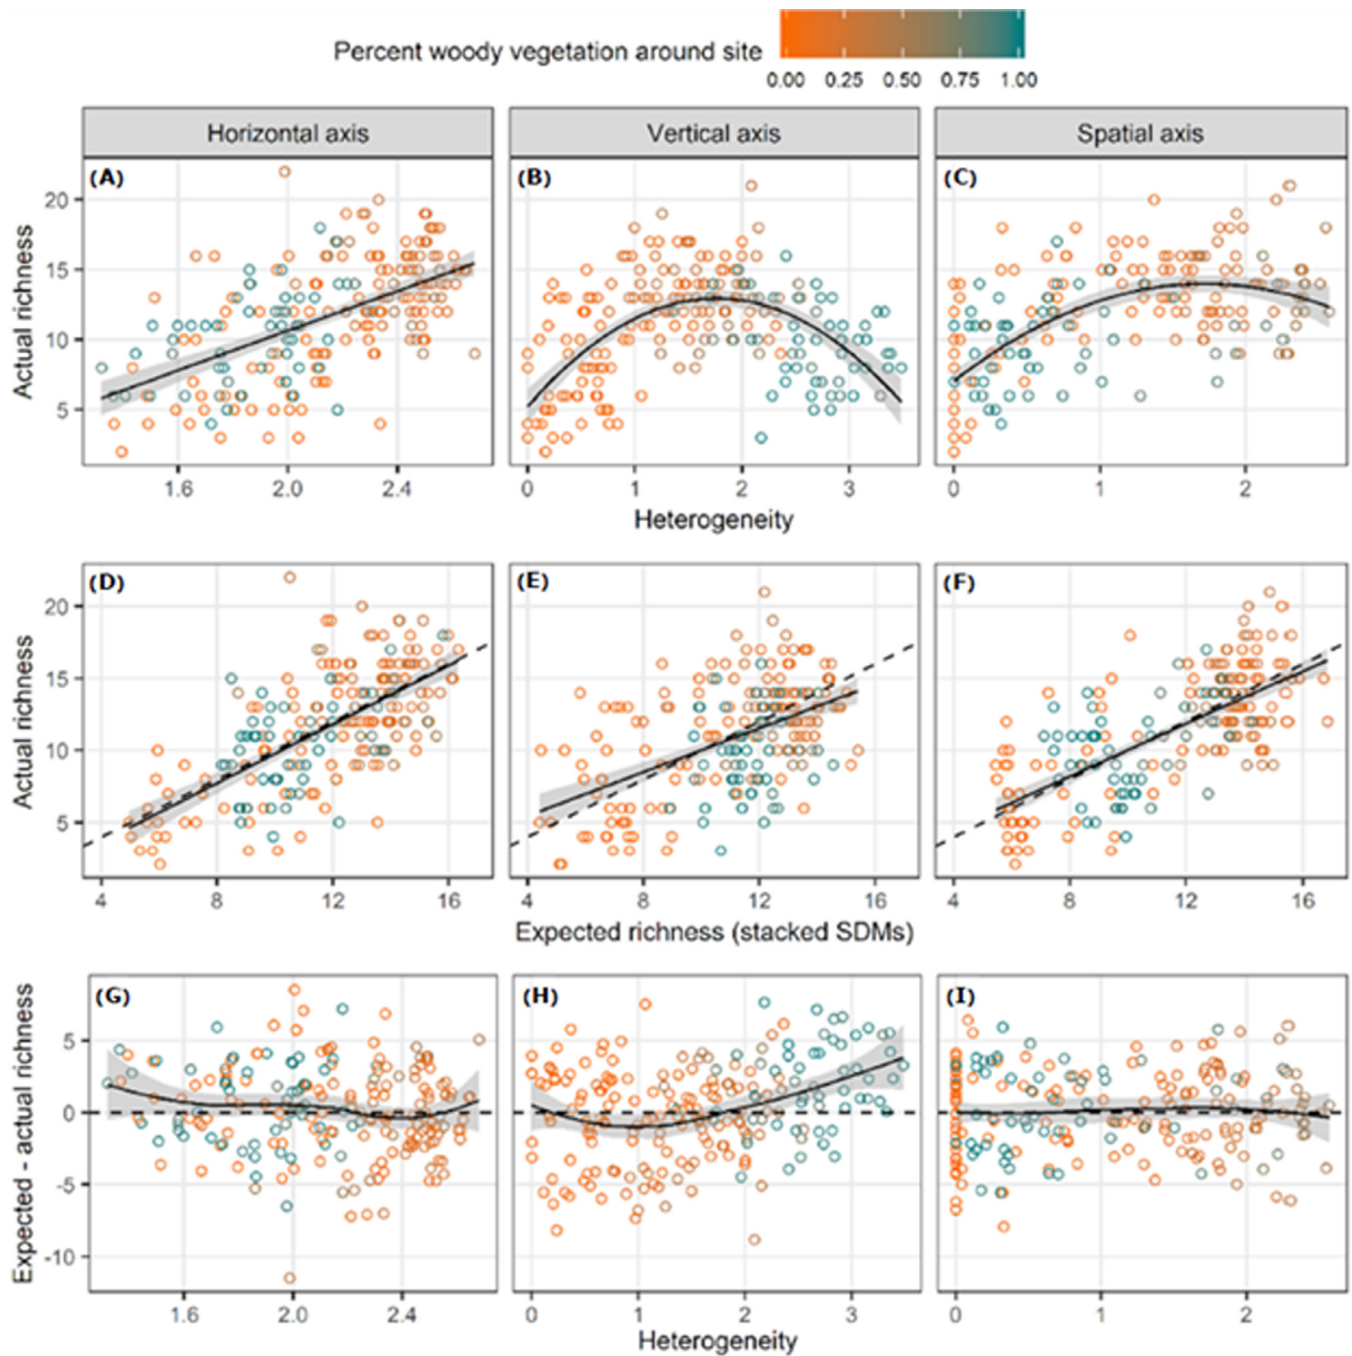 Percent woody vegetation around site
0.00 0.25 0.50 0.75 1.00
Horizontal axis Vertical axis Spatial axis
(A) (B) (C)
Actual richness
20
15
10
5
1.6 2.0 2.4 0 1 2 3 0 1 2
Heterogeneity
(D) (E) (F)
Actual richness
20
15
10
5
4 8 12 16 4 8 12 16 4 8 12 16
Expected richness (stacked SDMs)
(G) (H) (I)
Expected - actual richness
5
0
-5
-10
1.6 2.0 2.4 0 1 2 3 0 1 2
Heterogeneity